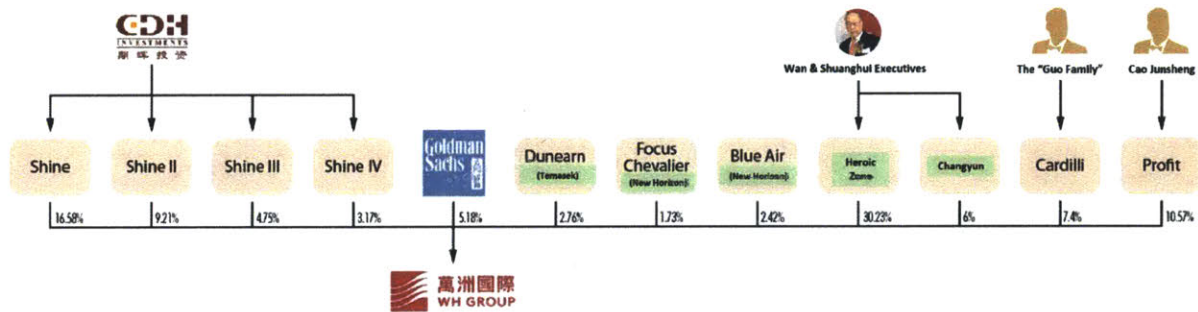 CDH
INVESTMENTS
鼎晖投资
Wan & Shuanghui Executives
The "Guo Family"
Cao Junsheng
Shine
Shine II
Shine III
Shine IV
Goldman
Sachs
Dunearn
(Temasek)
Focus
Chevalier
(New Horizon)
Blue Air
(New Horizon)
Heroic
Zone
Changyun
Cardilli
Profit
16.58%
9.21%
4.75%
3.17%
5.18%
2.76%
1.73%
2.42%
30.23%
6%
7.4%
10.57%
萬洲國際
WH GROUP